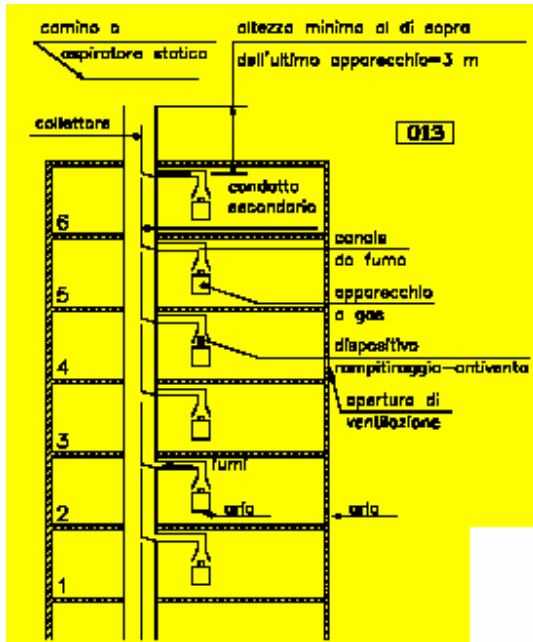 camino o
aspiratore statico
altezza minima al di sopra
dell'ultimo apparecchio=3 m
collettore
013
condotto
secondario
6
canale
da fumo
5
apparecchio
a gas
4
dispositivo
rompitiraggio-antivento
apertura di
ventilazione
3
fumi
2
aria
aria
1